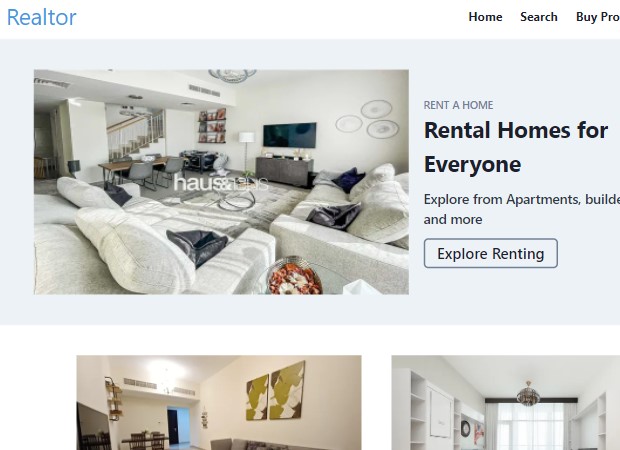 Realtor
Home Search Buy Pro
haus&tens
RENT A HOME
Rental Homes for
Everyone
Explore from Apartments, builde
and more
Explore Renting